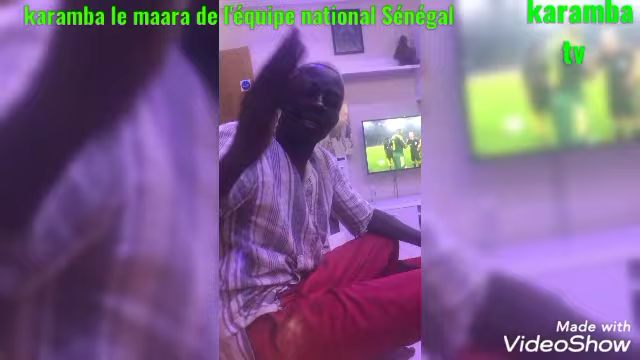 karamba le maara de l'équipe national Sénégal
karamba
tv
Made with
VideoShow